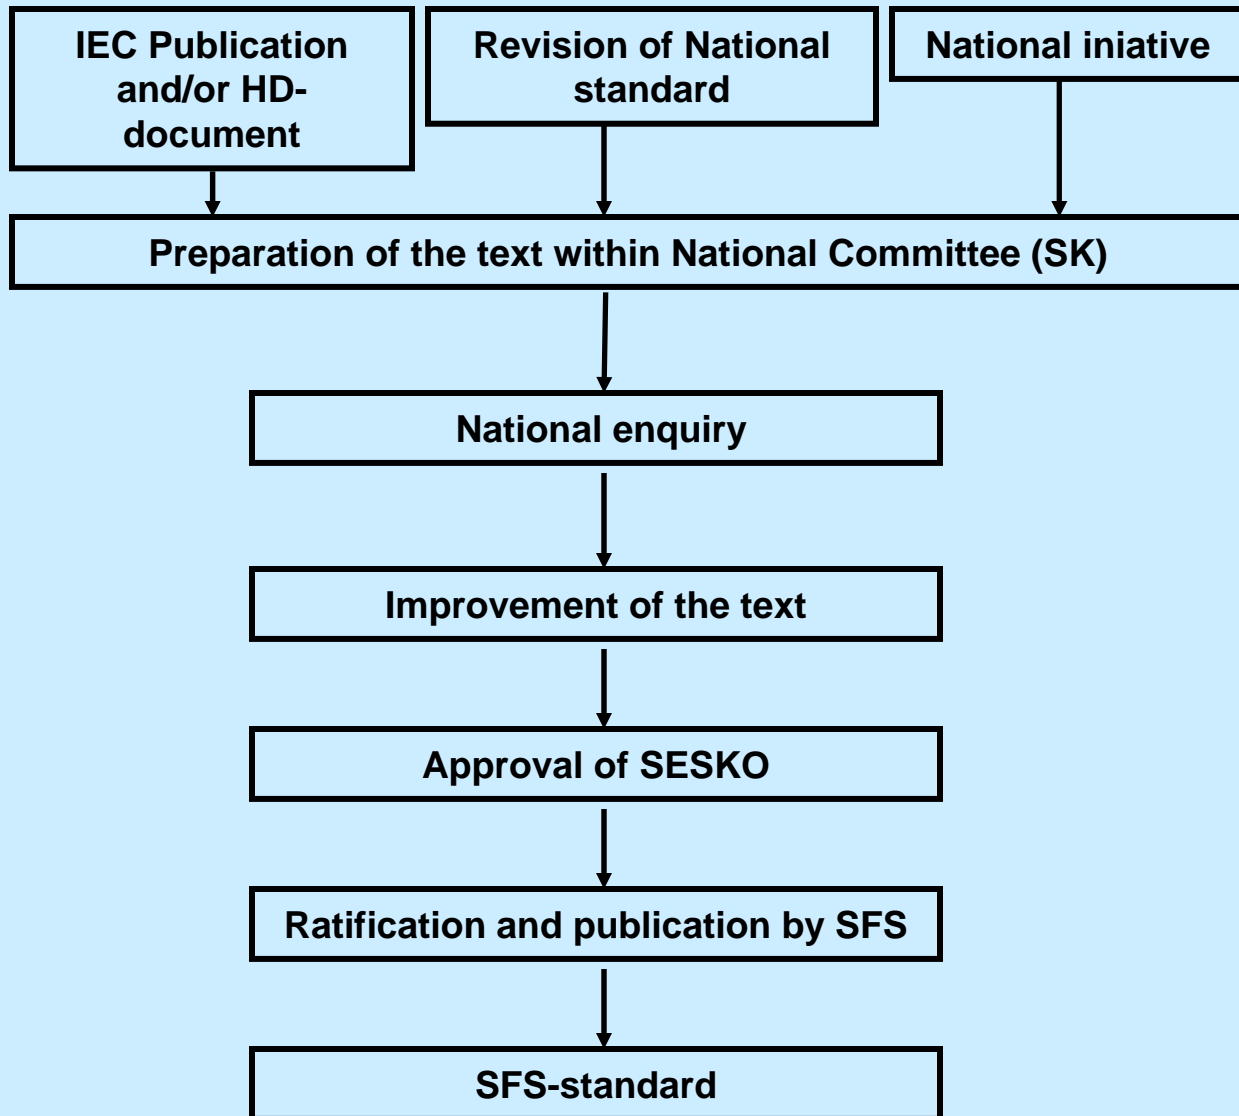 IEC Publication
and/or HD-
document
Revision of National
standard
National iniative
Preparation of the text within National Committee (SK)
National enquiry
Improvement of the text
Approval of SESKO
Ratification and publication by SFS
SFS-standard